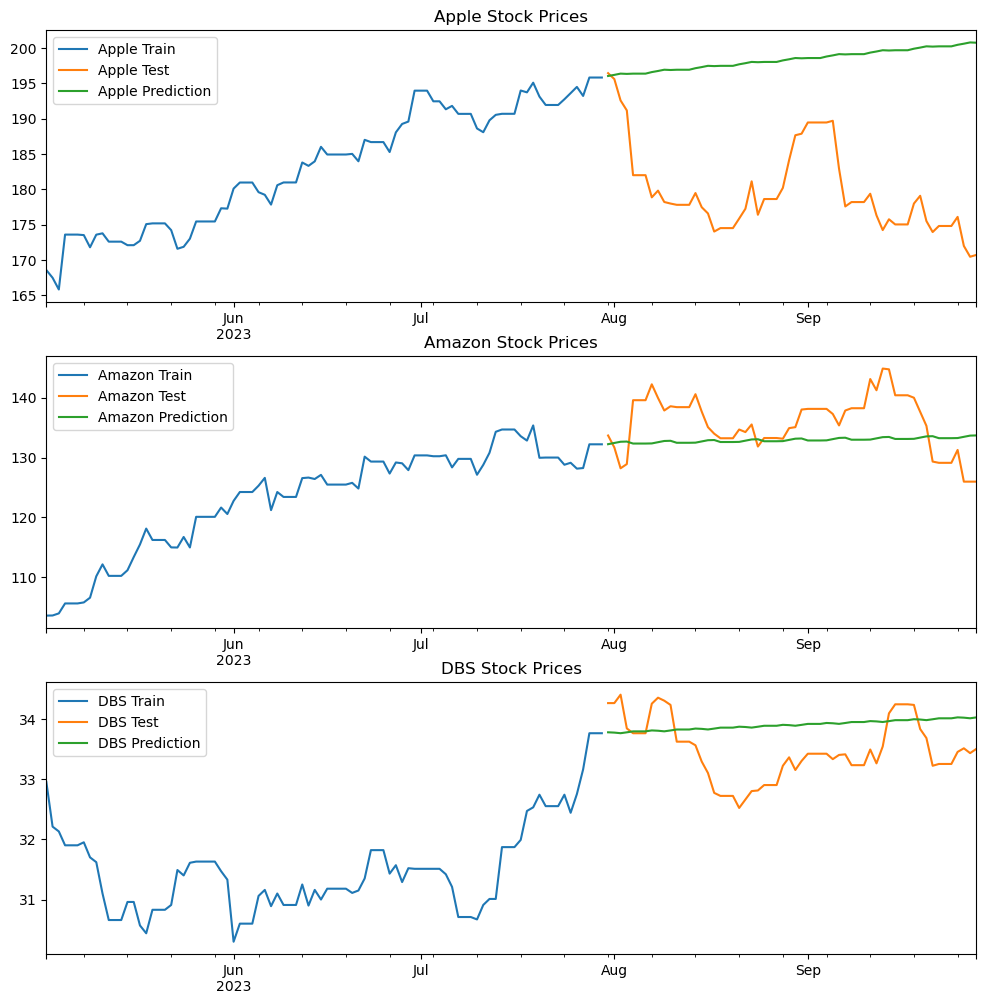 Apple Stock Prices
Apple Train
Apple Test
Apple Prediction
200
195
190
185
180
175
170
165
Jun
2023
Jul
Aug
Sep
Amazon Stock Prices
Amazon Train
Amazon Test
Amazon Prediction
140
130
120
110
Jun
2023
Jul
Aug
Sep
DBS Stock Prices
DBS Train
DBS Test
DBS Prediction
34
33
32
31
Jun
2023
Jul
Aug
Sep